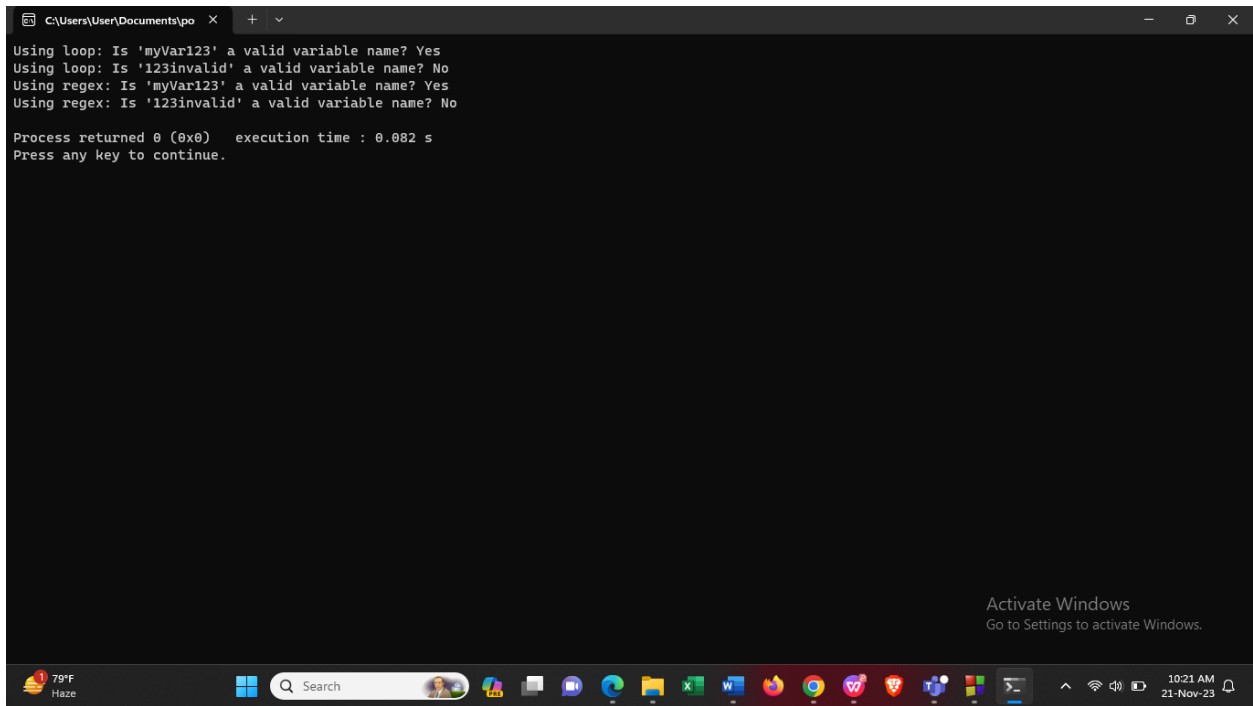 C:\Users\User\Documents\po
Using loop: Is 'myVar123' a valid variable name? Yes
Using loop: Is '123invalid' a valid variable name? No
Using regex: Is 'myVar123' a valid variable name? Yes
Using regex: Is '123invalid' a valid variable name? No
Process returned 0 (0x0)   execution time : 0.082 s
Press any key to continue.
Activate Windows
Go to Settings to activate Windows.
1
79°F
Haze
Search
PRE
10:21 AM
21-Nov-23